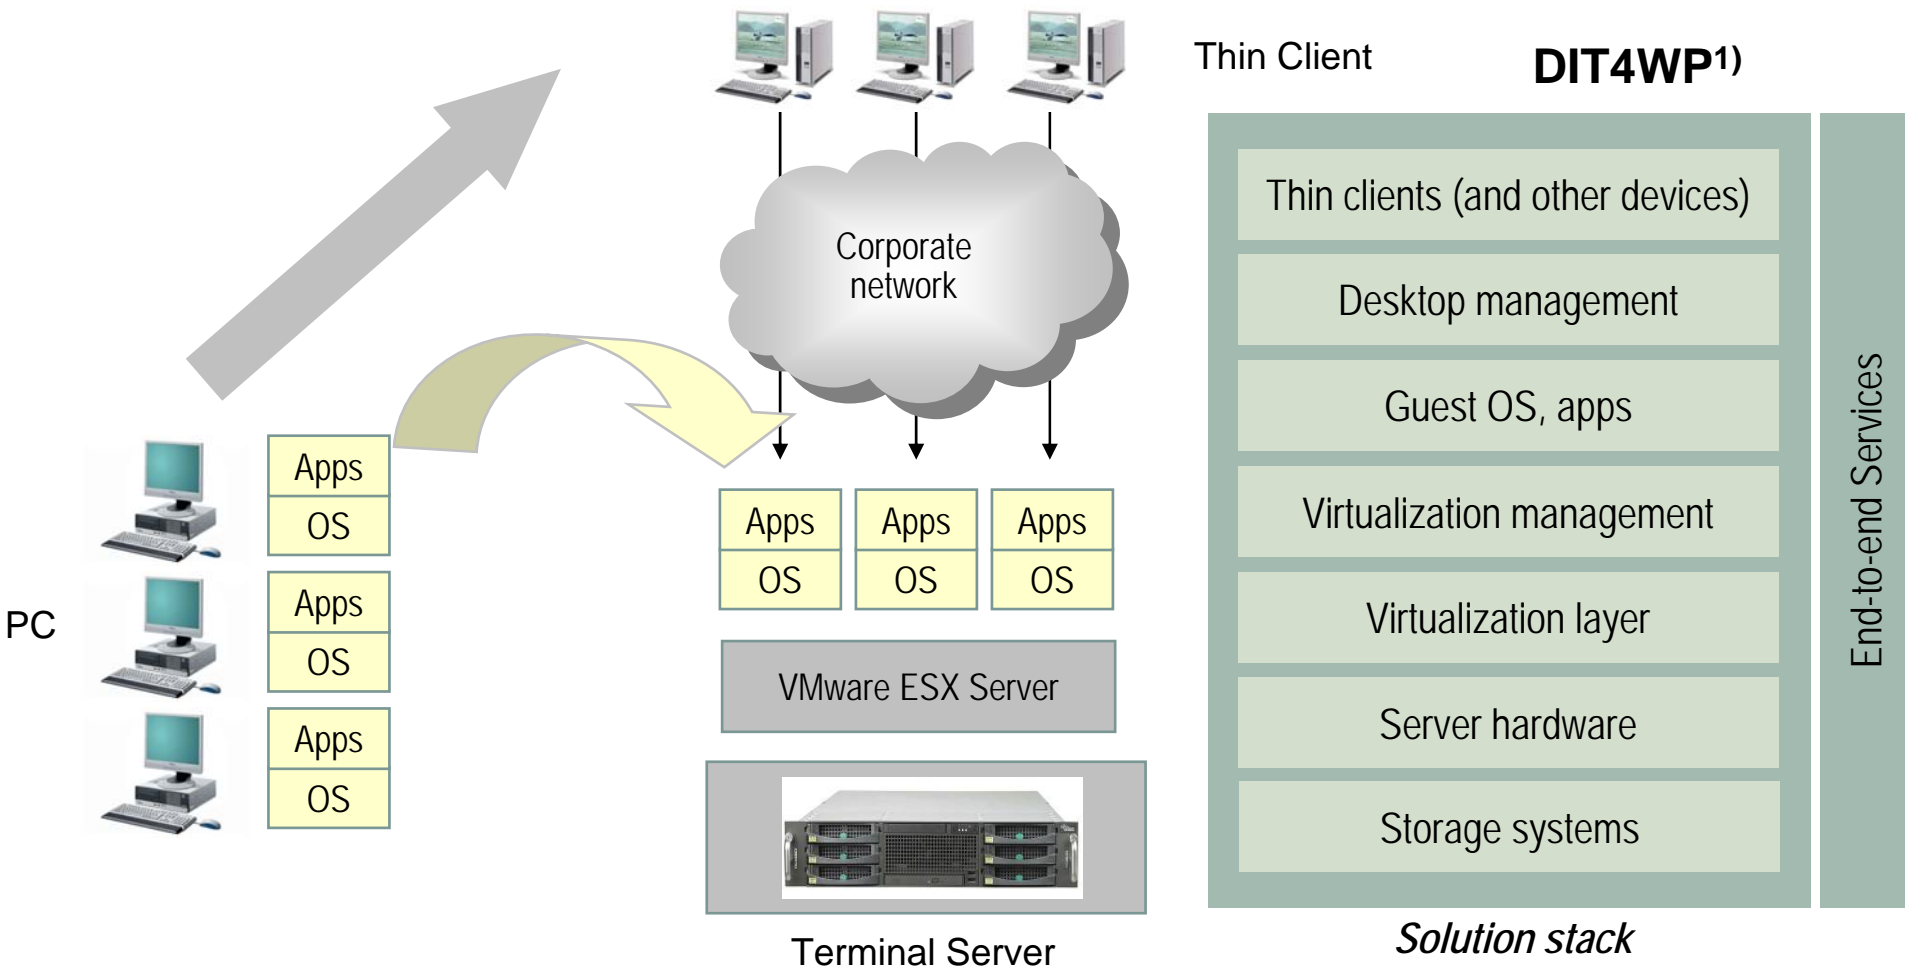 Thin Client
DIT4WP1)
Corporate
network
PC
Apps
OS
Apps
OS
Apps
OS
Apps
OS
Apps
OS
Apps
OS
VMware ESX Server
Terminal Server
Thin clients (and other devices)
Desktop management
Guest OS, apps
Virtualization management
Virtualization layer
Server hardware
Storage systems
Solution stack
End-to-end Services